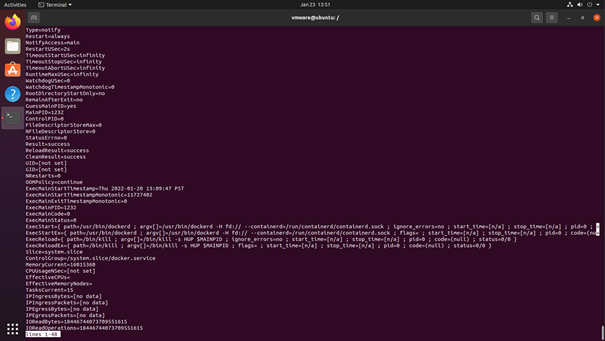 Activities
Terminal
Jan 23 13:51
vmware@ubuntu: /
Type=notify
Restart=always
NotifyAccess=main
RestartUSec=2s
TimeoutStartUSec=infinity
TimeoutStopUSec=infinity
TimeoutAbortUSec=infinity
RuntimeMaxUSec=infinity
WatchdogUSec=0
WatchdogTimestampMonotonic=0
RootDirectoryStartOnly=no
RemainAfterExit=no
GuessMainPID=yes
MainPID=1232
ControlPID=0
FileDescriptorStoreMax=0
NFileDescriptorStore=0
StatusErrno=0
Result=success
ReloadResult=success
CleanResult=success
UID=[not set]
GID=[not set]
NRestarts=0
OOMPolicy=continue
ExecMainStartTimestamp=Thu 2022-01-20 13:09:47 PST
ExecMainStartTimestampMonotonic=11727402
ExecMainExitTimestampMonotonic=0
ExecMainPID=1232
ExecMainCode=0
ExecMainStatus=0
ExecStart={ path=/usr/bin/dockerd ; argv[]=/usr/bin/dockerd -H fd:// --containerd=/run/containerd/containerd.sock ; ignore_errors=no ; start_time=[n/a] ; stop_time=[n/a] ; pid=0 ;
ExecStartEx={ path=/usr/bin/dockerd ; argv[]=/usr/bin/dockerd -H fd:// --containerd=/run/containerd/containerd.sock ; flags= ; start_time=[n/a] ; stop_time=[n/a] ; pid=0 ; code=(nul
ExecReload={ path=/bin/kill ; argv[]=/bin/kill -s HUP $MAINPID ; ignore_errors=no ; start_time=[n/a] ; stop_time=[n/a] ; pid=0 ; code=(null) ; status=0/0 }
ExecReloadEx={ path=/bin/kill ; argv[]=/bin/kill -s HUP $MAINPID ; flags= ; start_time=[n/a] ; stop_time=[n/a] ; pid=0 ; code=(null) ; status=0/0 }
Slice=system.slice
ControlGroup=/system.slice/docker.service
MemoryCurrent=16015360
CPUUsageNSec=[not set]
EffectiveCPUs=
EffectiveMemoryNodes=
TasksCurrent=15
IPIngressBytes=[no data]
IPIngressPackets=[no data]
IPEgressBytes=[no data]
IPEgressPackets=[no data]
IOReadBytes=18446744073709551615
IOReadOperations=18446744073709551615
lines 1-48